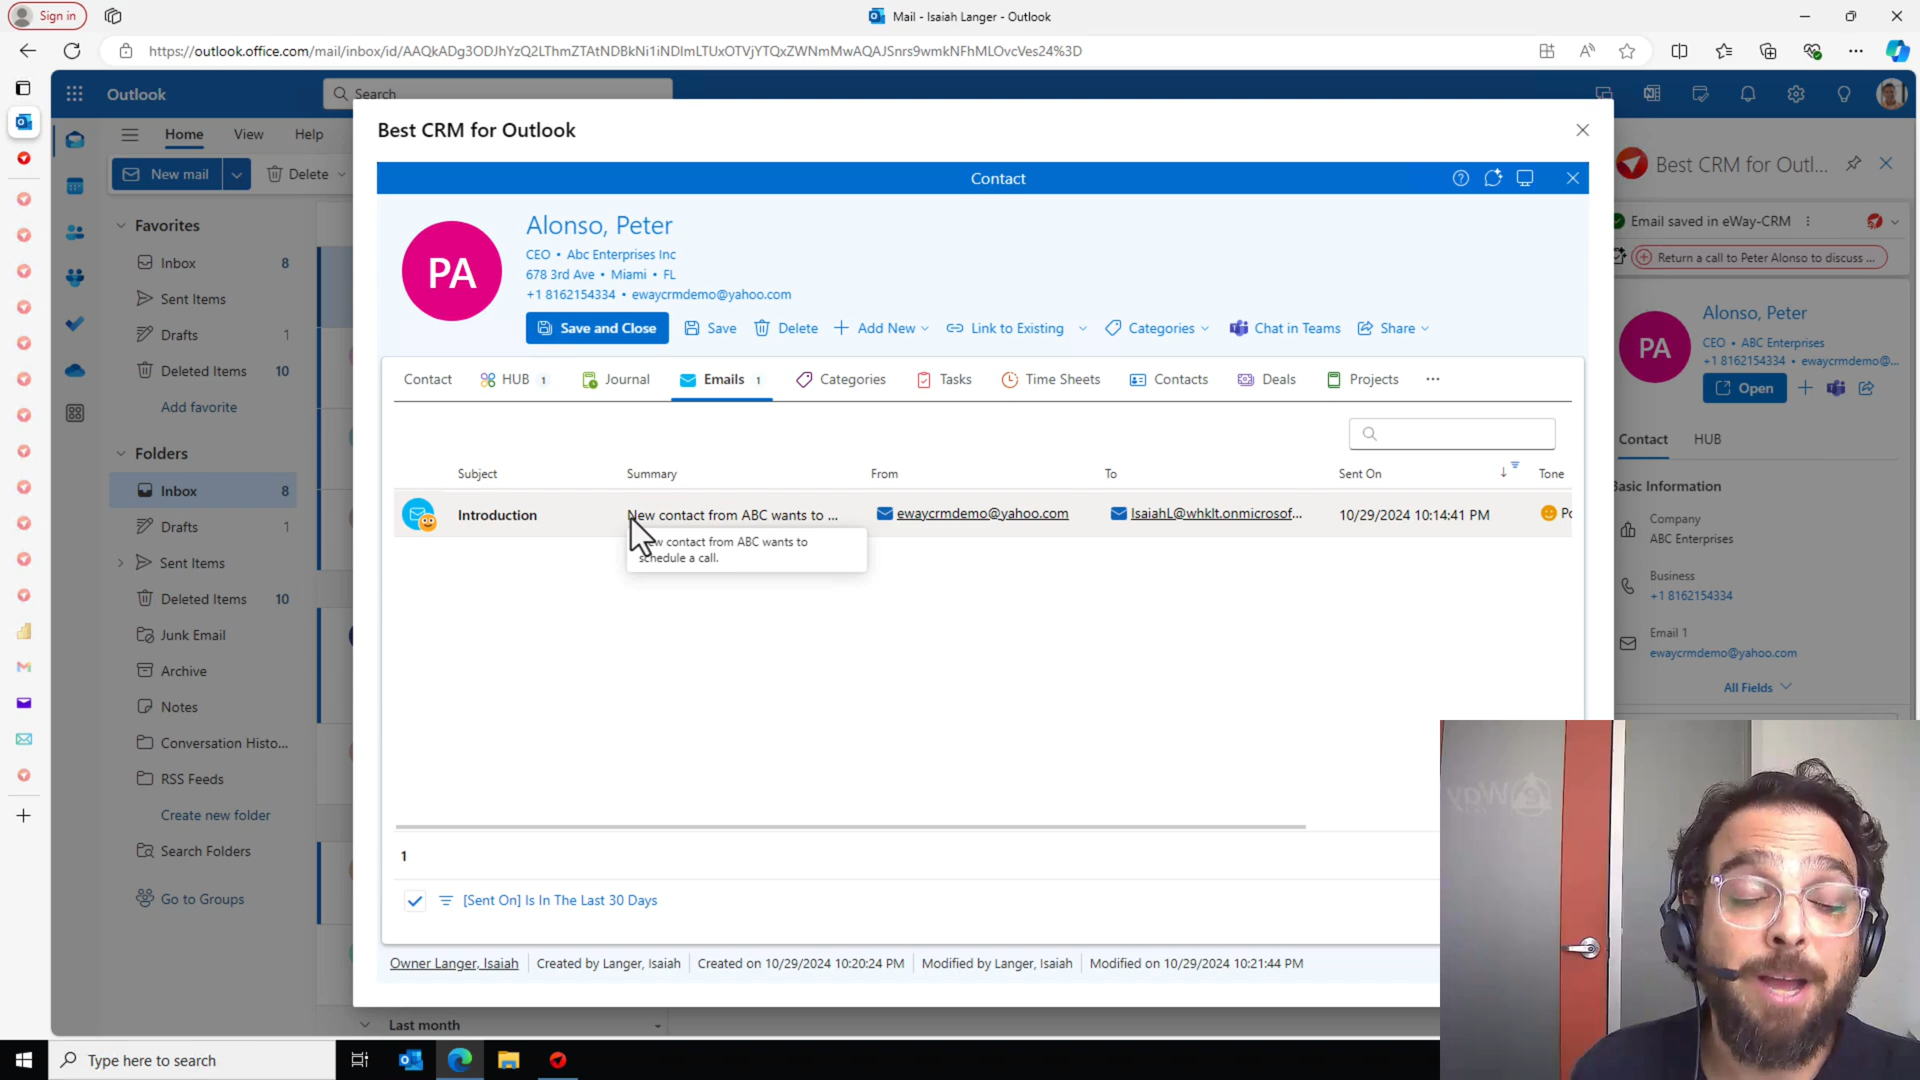 Sign in
Mail - Isaiah Langer - Outlook
https://outlook.office.com/mail/inbox/id/AAQkADg3ODJhYzQ2LThmZTAtNDBkNi1iNDlmLTUxOTVjYTQxZWNmMwAQAJSnrs9wmkNFhMLOvcVes24%3D
Outlook
Search
Home View Help
New mail Delete
Favorites
Inbox 8
Sent Items
Drafts 1
Deleted Items 10
Add favorite
Folders
Inbox 8
Drafts 1
Sent Items
Deleted Items 10
Junk Email
Archive
Notes
Conversation Histo...
RSS Feeds
Create new folder
Search Folders
Go to Groups
Last month
Best CRM for Outlook
Contact
PA
Alonso, Peter
CEO • Abc Enterprises Inc
678 3rd Ave • Miami • FL
+1 8162154334 • ewaycrmdemo@yahoo.com
Save and Close Save Delete Add New Link to Existing Categories Chat in Teams Share
Contact HUB 1 Journal Emails 1 Categories Tasks Time Sheets Contacts Deals Projects ...
Subject Summary From To Sent On Tone
Introduction New contact from ABC wants to ... ewaycrmdemo@yahoo.com IsaiahL@whklt.onmicrosof... 10/29/2024 10:14:41 PM
contact from ABC wants to
schedule a call.
1
[Sent On] Is In The Last 30 Days
Owner Langer, Isaiah Created by Langer, Isaiah Created on 10/29/2024 10:20:24 PM Modified by Langer, Isaiah Modified on 10/29/2024 10:21:44 PM
Best CRM for Outl...
Email saved in eWay-CRM
Return a call to Peter Alonso to discuss ...
PA
Alonso, Peter
CEO • ABC Enterprises
+1 8162154334 • ewaycrmdemo@...
Open
Contact HUB
Basic Information
Company
ABC Enterprises
Business
+1 8162154334
Email 1
ewaycrmdemo@yahoo.com
All Fields
eWay
Type here to search